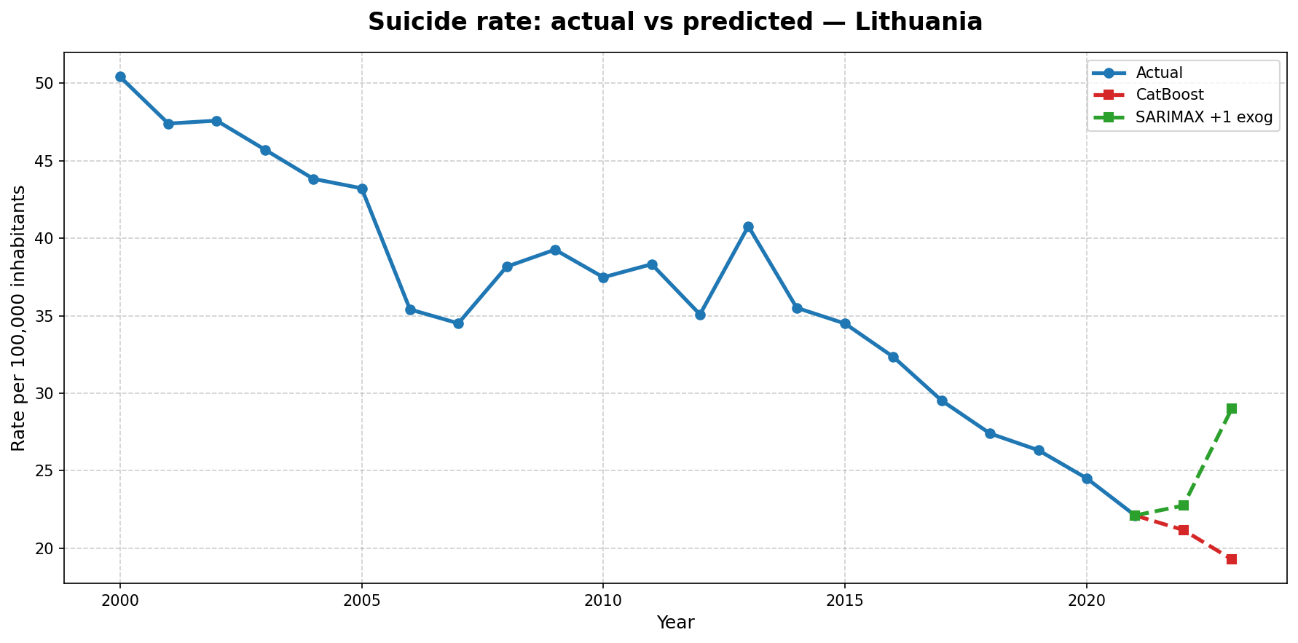 Suicide rate: actual vs predicted — Lithuania
Actual
CatBoost
SARIMAX +1 exog
Rate per 100,000 inhabitants
50
45
40
35
30
25
20
2000
2005
2010
2015
2020
Year